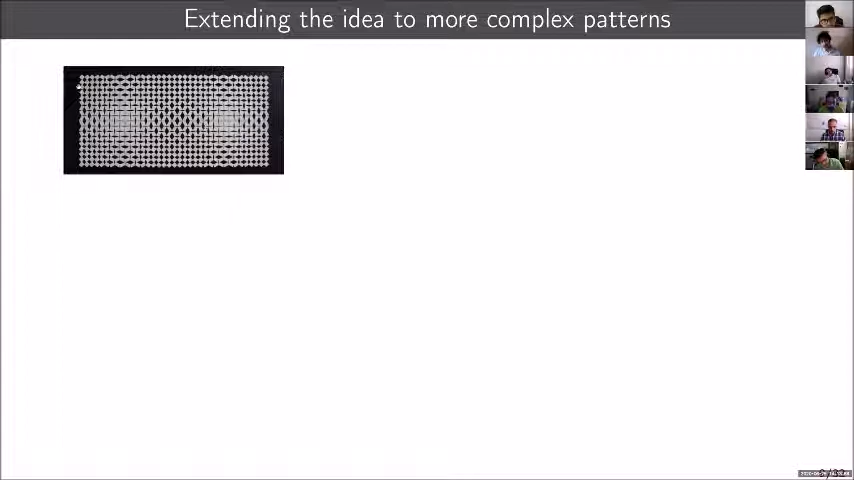 Extending the idea to more complex patterns